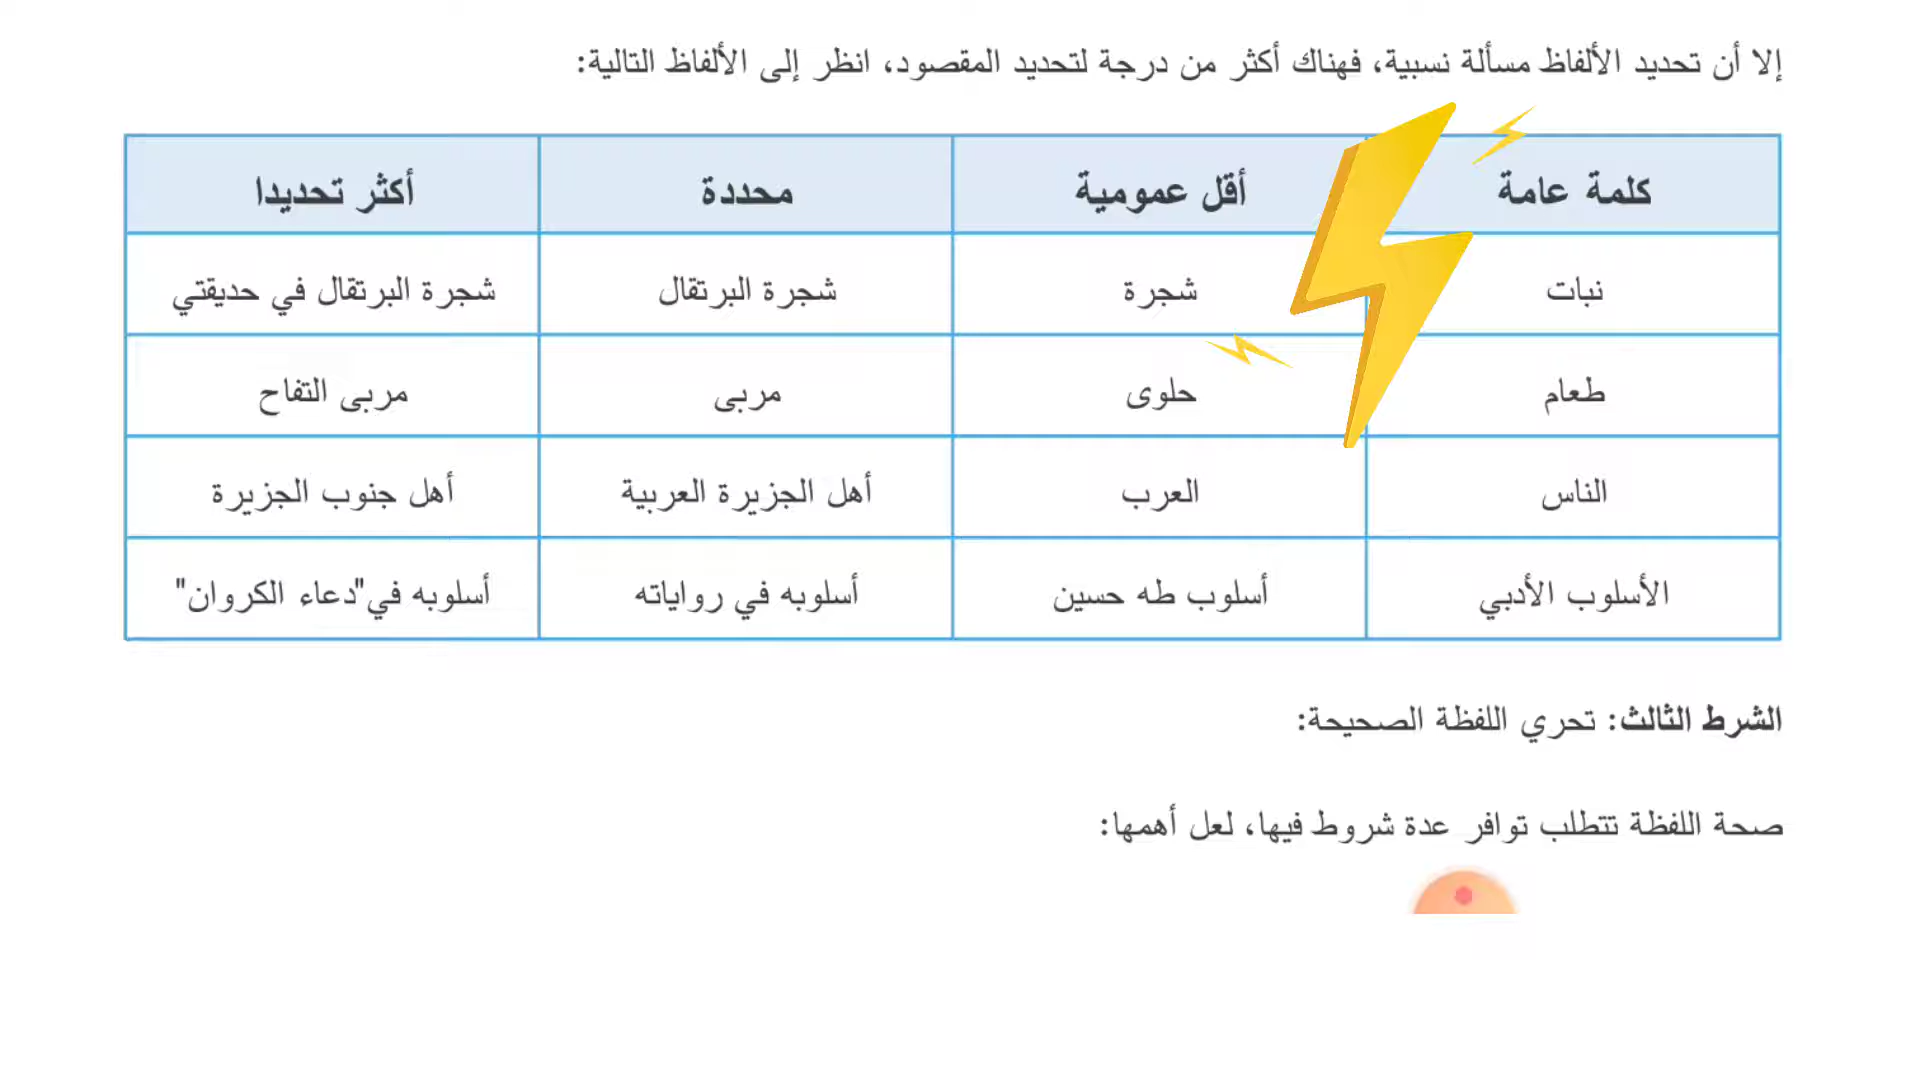 إلا أن تحديد الألفاظ مسألة نسبية، فهناك أكثر من درجة لتحديد المقصود، انظر إلى الألفاظ التالية:
كلمة عامة أقل عمومية محددة أكثر تحديدا
نبات شجرة شجرة البرتقال شجرة البرتقال في حديقتي
طعام حلوى مربى مربى التفاح
الناس العرب أهل الجزيرة العربية أهل جنوب الجزيرة
الأسلوب الأدبي أسلوب طه حسين أسلوبه في رواياته أسلوبه في"دعاء الكروان"
الشرط الثالث: تحري اللفظة الصحيحة:
صحة اللفظة تتطلب توافر عدة شروط فيها، لعل أهمها: